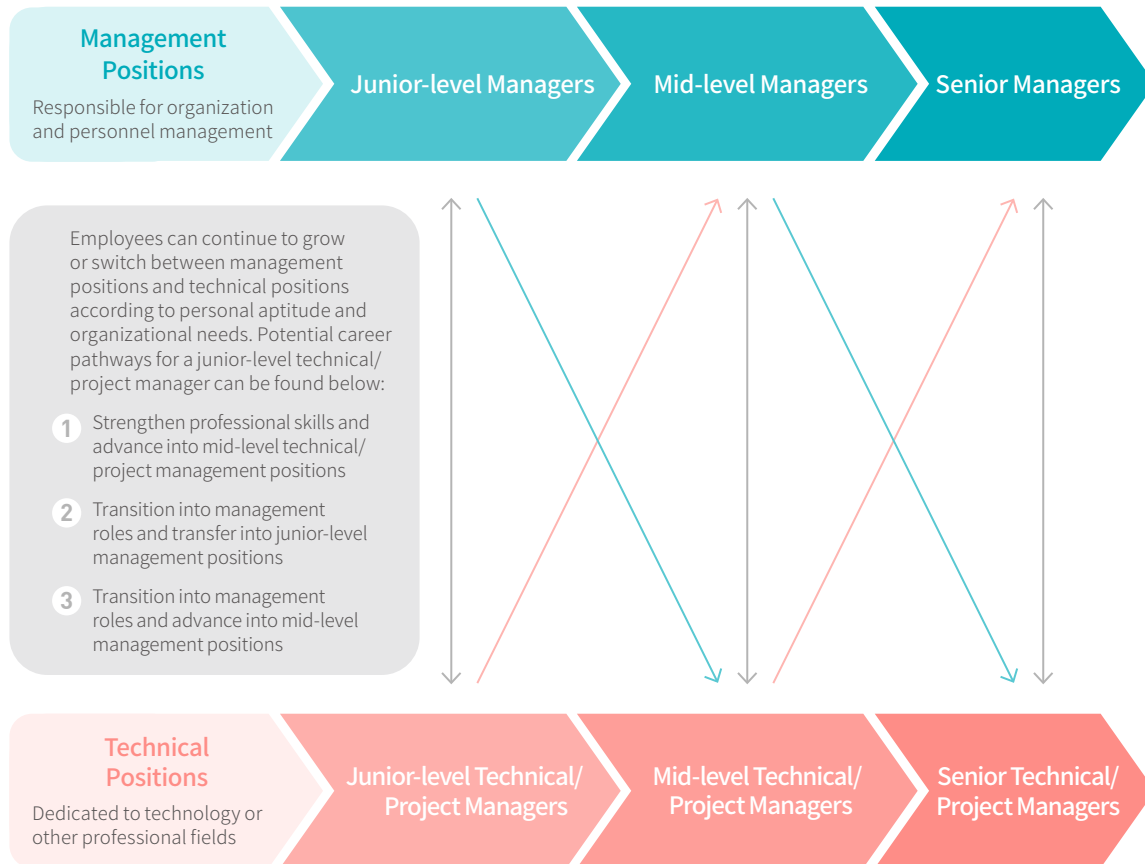 Management
Positions
Responsible for organization
and personnel management
Junior-level Managers
Mid-level Managers
Senior Managers
Employees can continue to grow
or switch between management
positions and technical positions
according to personal aptitude and
organizational needs. Potential career
pathways for a junior-level technical/
project manager can be found below:
1 Strengthen professional skills and
advance into mid-level technical/
project management positions
2 Transition into management
roles and transfer into junior-level
management positions
3 Transition into management
roles and advance into mid-level
management positions
Technical
Positions
Dedicated to technology or
other professional fields
Junior-level Technical/
Project Managers
Mid-level Technical/
Project Managers
Senior Technical/
Project Managers